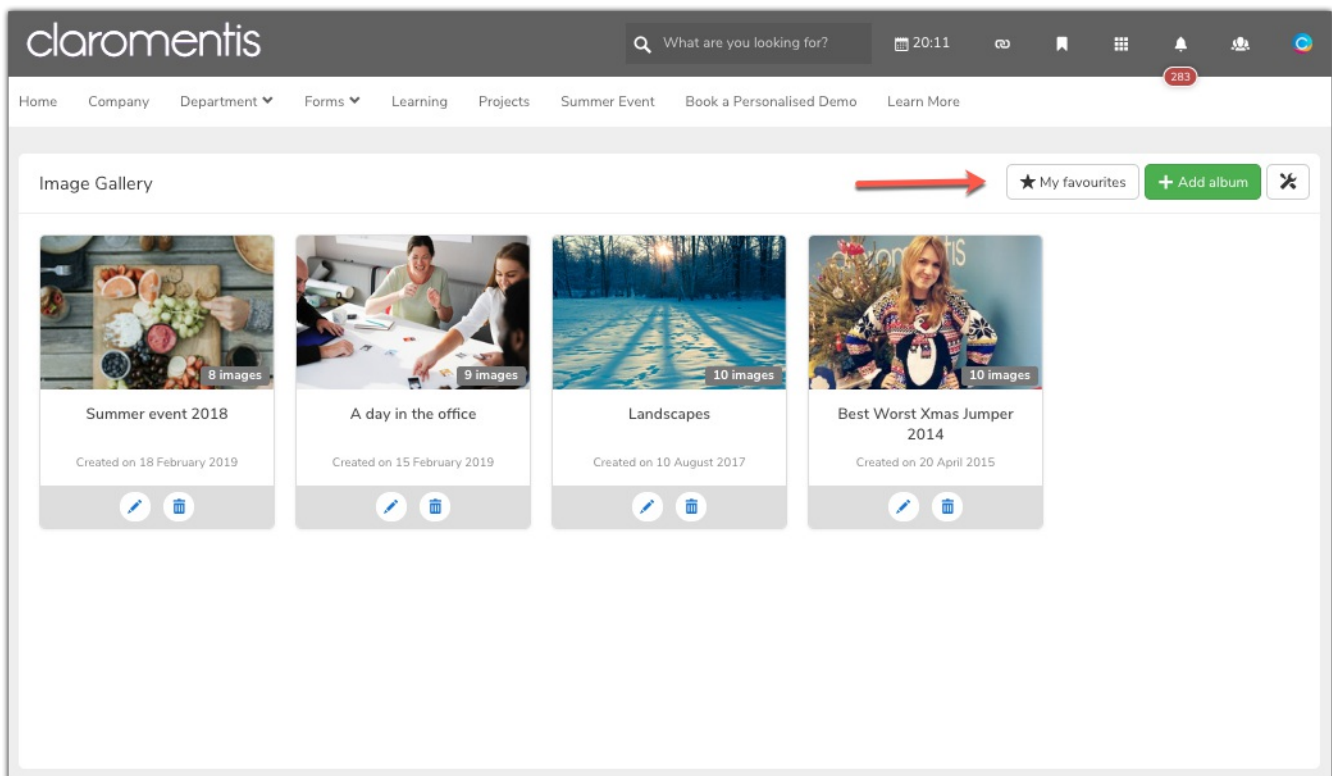 claromentis
What are you looking for?
20:11
283
Home Company Department Forms Learning Projects Summer Event Book a Personalised Demo Learn More
Image Gallery
My favourites
Add album
8 images
9 images
10 images
10 images
Summer event 2018
Created on 18 February 2019
A day in the office
Created on 15 February 2019
Landscapes
Created on 10 August 2017
Best Worst Xmas Jumper
2014
Created on 20 April 2015